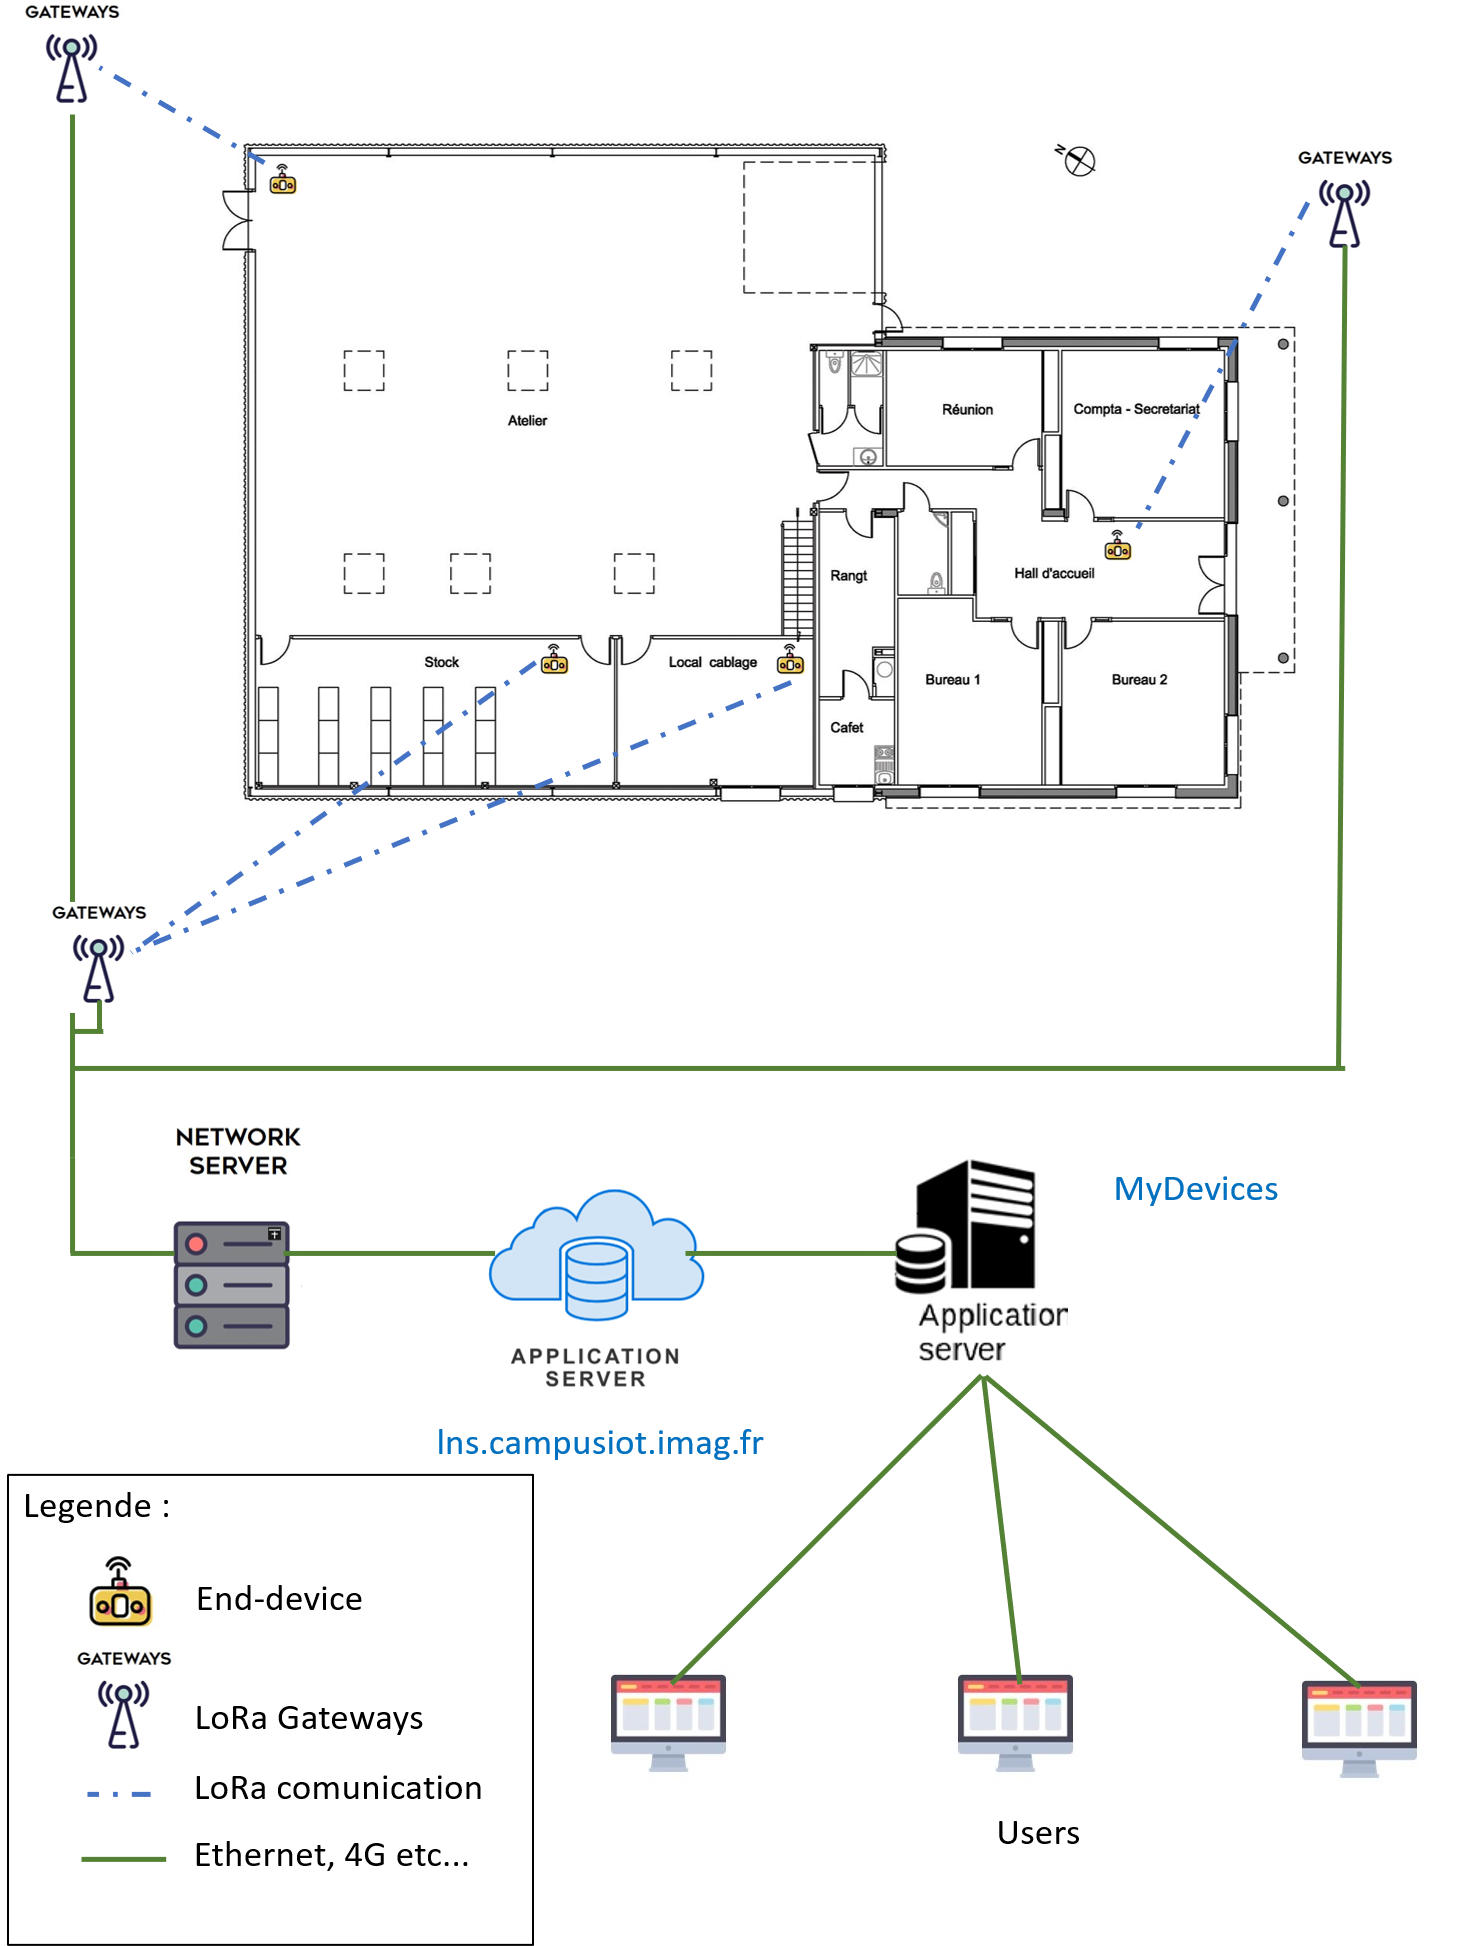 GATEWAYS
GATEWAYS
N
Atelier
Réunion
Compta - Secretariat
Rangt
Hall d'accueil
Stock
Local cablage
Bureau 1
Bureau 2
Cafet
GATEWAYS
NETWORK
SERVER
MyDevices
Application
server
APPLICATION
SERVER
lns.campusiot.imag.fr
Legende :
End-device
GATEWAYS
LoRa Gateways
LoRa comunication
Ethernet, 4G etc...
Users